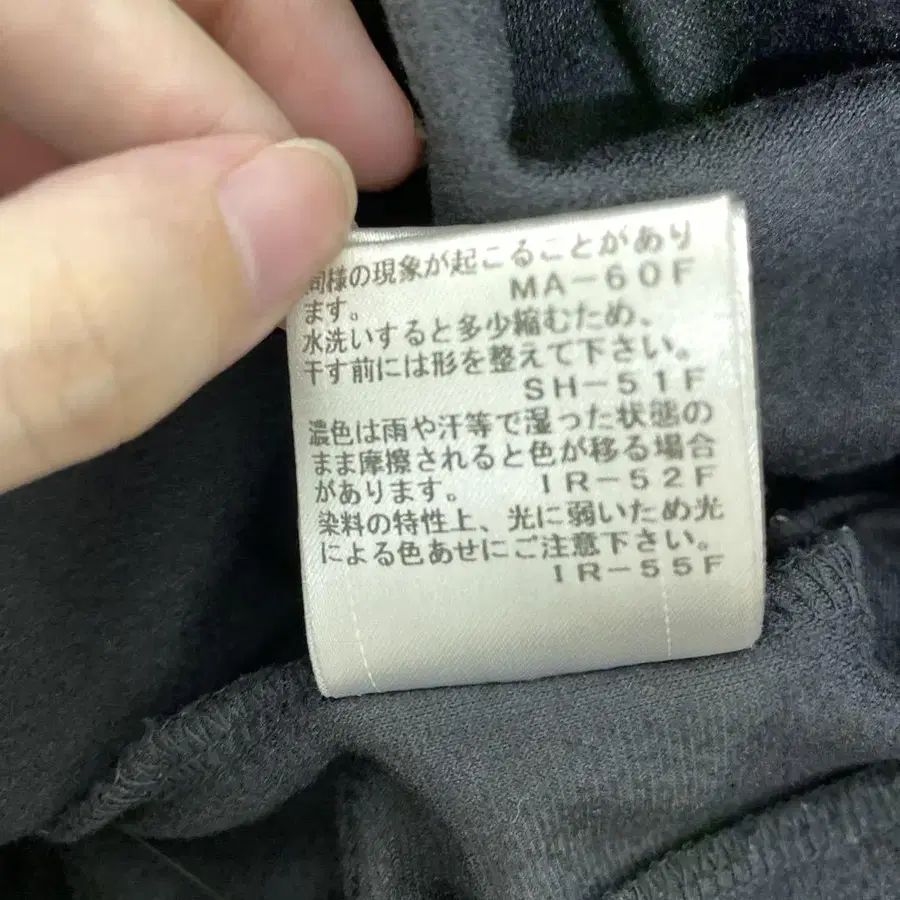 同様の現象が起こることがあり
ます。 MA-60F
水洗いすると多少縮むため、
干す前には形を整えて下さい。
SH-51F
濃色は雨や汗等で湿った状態の
まま摩擦されると色が移る場合
があります。 IR-52F
染料の特性上、光に弱いため光
による色あせにご注意下さい。
IR-55F